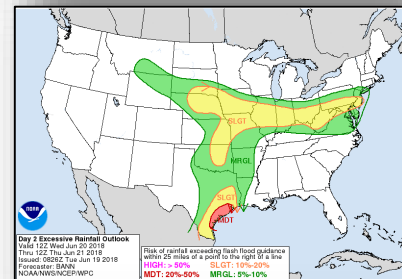 SLGT
MRGL
SLGT
MDT
NOAA
Day 2 Excessive Rainfall Outlook
Valid 12Z Wed Jun 20 2018
Thru 12Z Thu Jun 21 2018
Issued: 0826Z Tue Jun 19 2018
Forecaster: BANN
NOAA/NWS/NCEP/WPC
Risk of rainfall exceeding flash flood guidance
within 25 miles of a point to the right of a line
HIGH: > 50% SLGT: 10%-20%
MDT: 20%-50% MRGL: 5%-10%